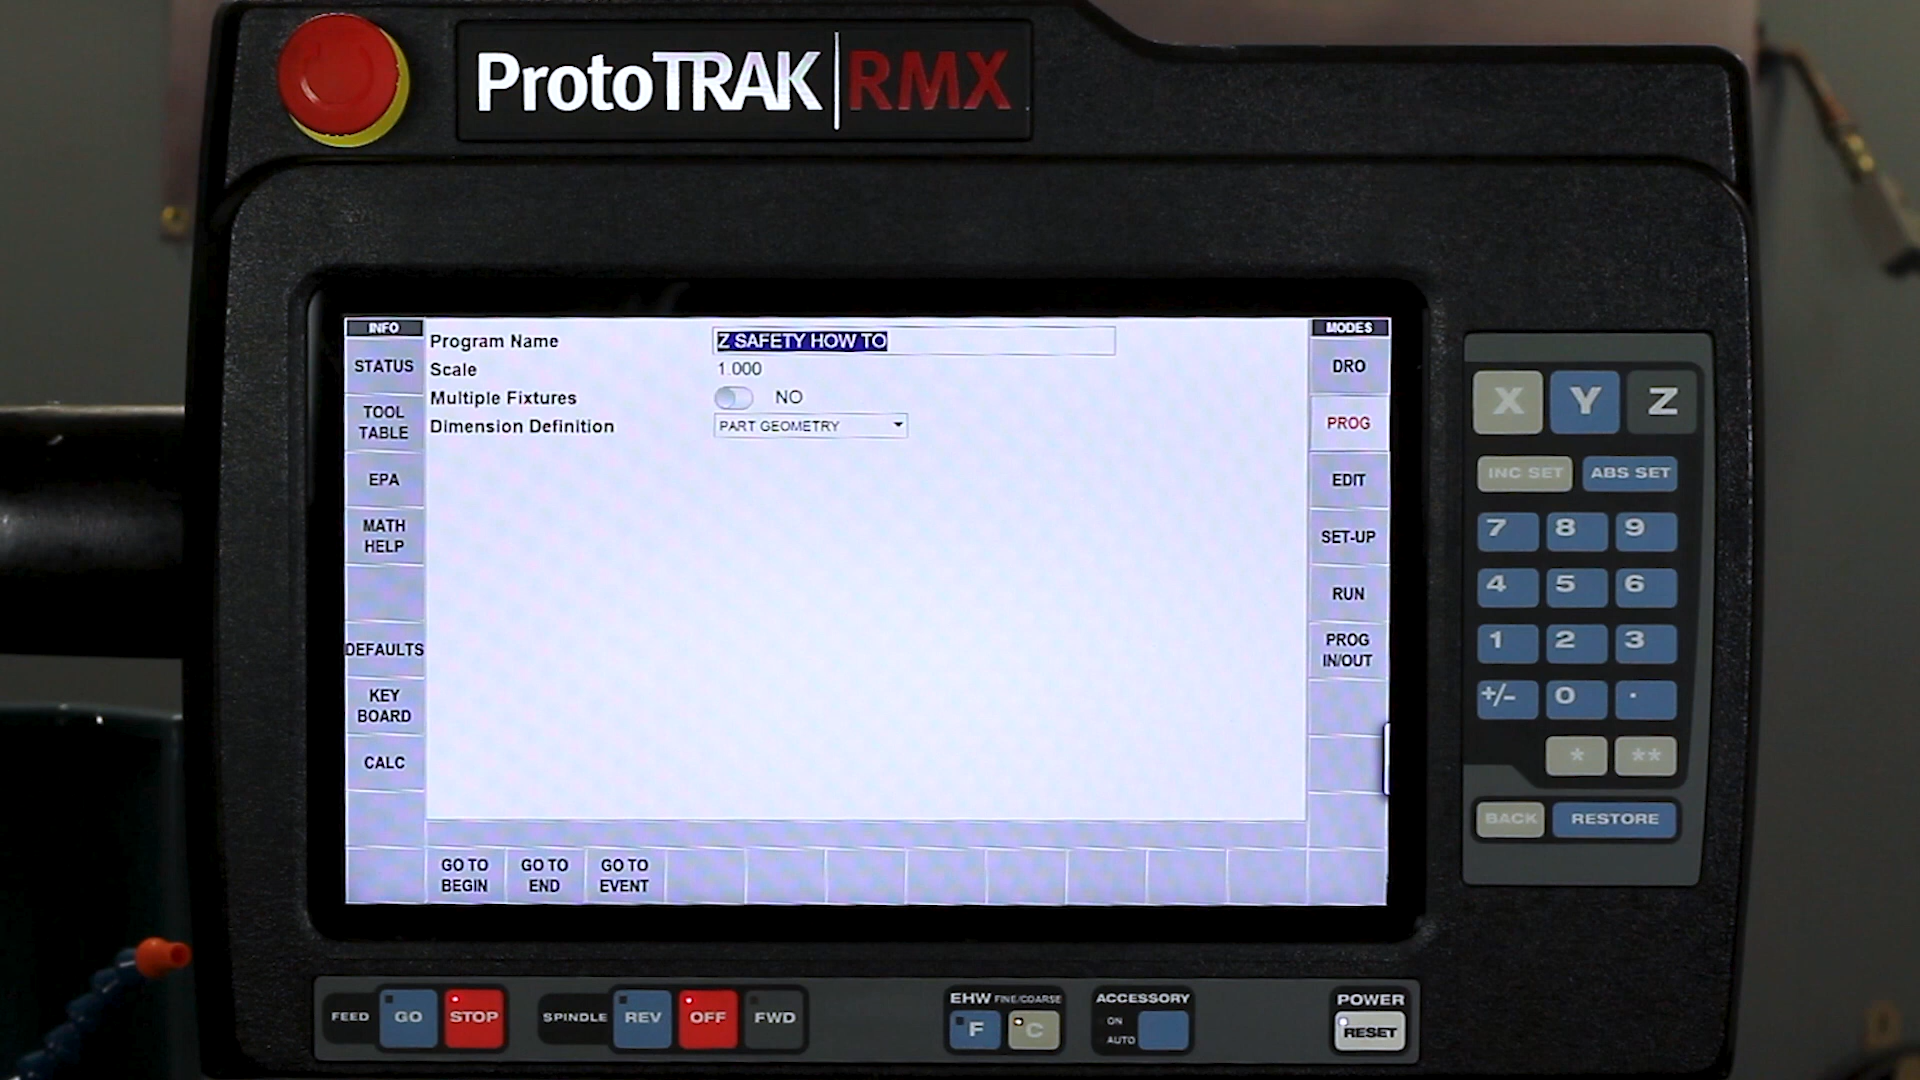 ProtoTRAK RMX
INFO
STATUS
TOOL
TABLE
EPA
MATH
HELP
DEFAULTS
KEY
BOARD
CALC
Program Name Z SAFETY HOW TO
Scale 1.000
Multiple Fixtures NO
Dimension Definition PART GEOMETRY
GO TO
BEGIN
GO TO
END
GO TO
EVENT
MODES
DRO
PROG
EDIT
SET-UP
RUN
PROG
IN/OUT
X Y Z
INC SET ABS SET
7 8 9
4 5 6
1 2 3
+/- 0 .
* **
BACK RESTORE
FEED GO STOP
SPINDLE REV OFF FWD
EHW FINE/COARSE
F C
ACCESSORY
ON
AUTO
POWER
RESET